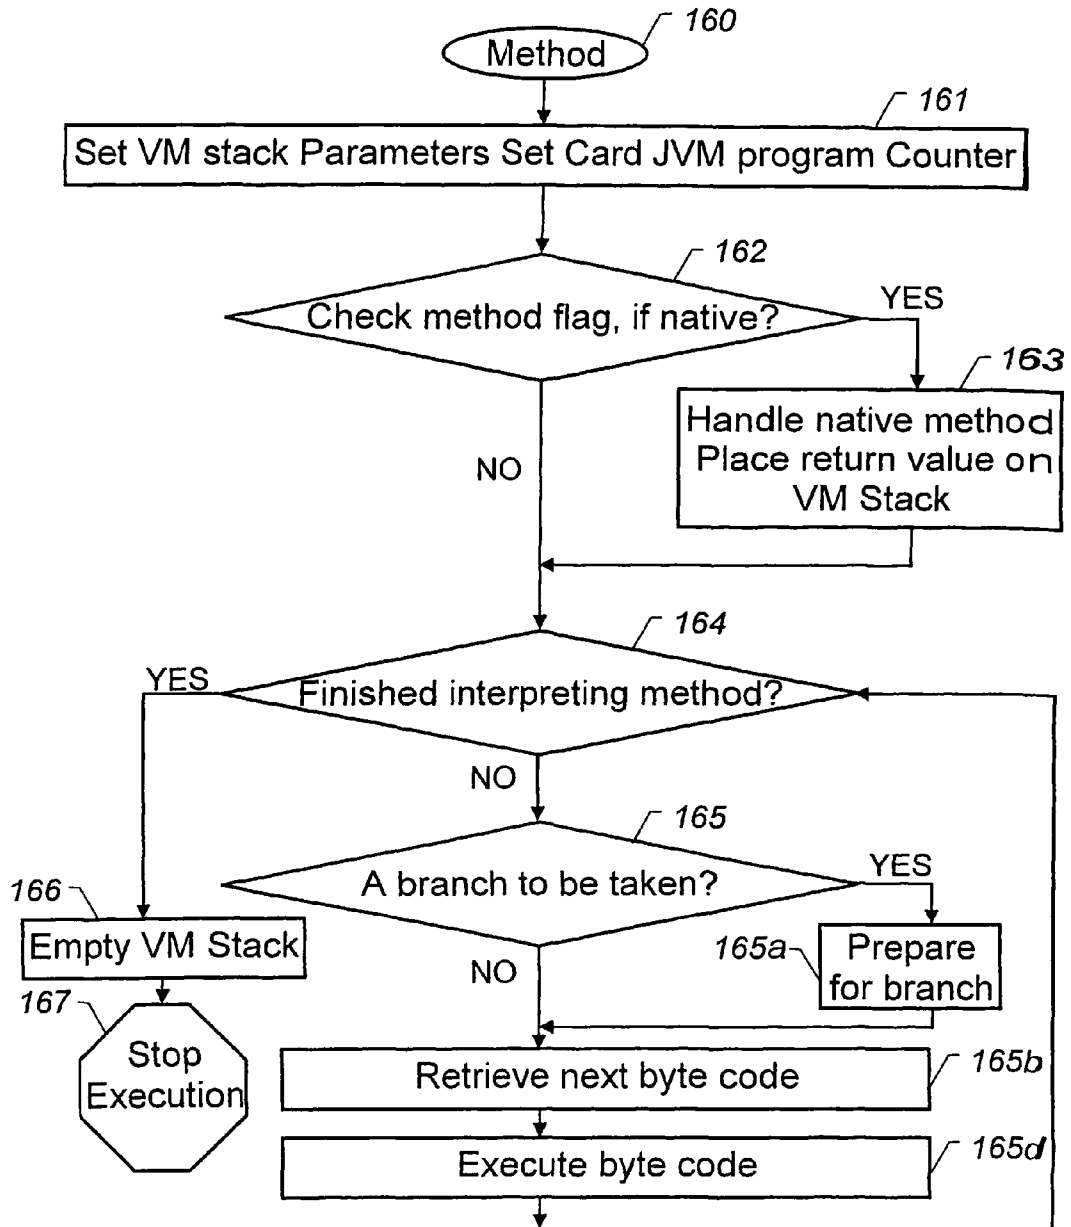 160
Method
161
Set VM stack Parameters Set Card JVM program Counter
162
Check method flag, if native?
YES
163
Handle native method
Place return value on
VM Stack
NO
164
YES
Finished interpreting method?
NO
165
A branch to be taken?
YES
166
Empty VM Stack
165a
Prepare
for branch
NO
167
Stop
Execution
Retrieve next byte code
165b
Execute byte code
165d